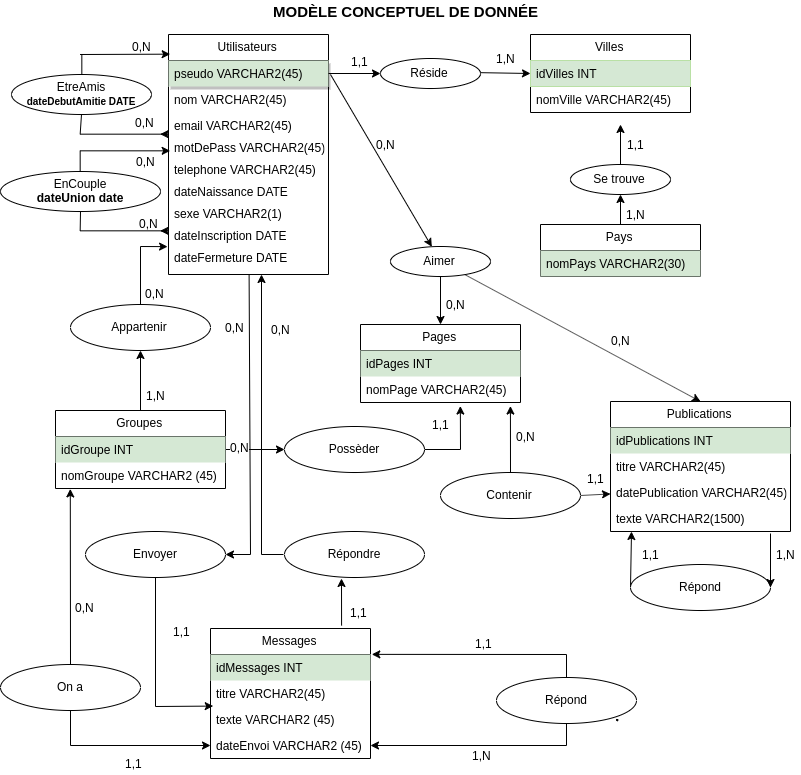 MODÈLE CONCEPTUEL DE DONNÉE
Utilisateurs
pseudo VARCHAR2(45)
nom VARCHAR2(45)
email VARCHAR2(45)
motDePass VARCHAR2(45)
telephone VARCHAR2(45)
dateNaissance DATE
sexe VARCHAR2(1)
dateInscription DATE
dateFermeture DATE
0,N
EtreAmis
dateDebutAmitie DATE
0,N
0,N
EnCouple
dateUnion date
0,N
1,1
Réside
1,N
Villes
idVilles INT
nomVille VARCHAR2(45)
1,1
Se trouve
1,N
Pays
nomPays VARCHAR2(30)
0,N
Aimer
0,N
0,N
0,N
Appartenir
1,N
0,N
0,N
Pages
idPages INT
nomPage VARCHAR2(45)
Groupes
idGroupe INT
nomGroupe VARCHAR2 (45)
0,N
Possèder
1,1
0,N
Contenir
1,1
Publications
idPublications INT
titre VARCHAR2(45)
datePublication VARCHAR2(45)
texte VARCHAR2(1500)
1,1
1,N
Répond
Envoyer
Répondre
0,N
1,1
1,1
Messages
idMessages INT
titre VARCHAR2(45)
texte VARCHAR2 (45)
dateEnvoi VARCHAR2 (45)
On a
1,1
1,1
Répond
1,N